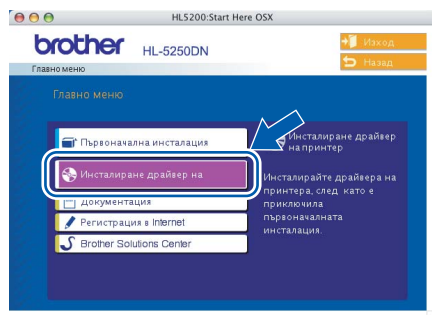 HL5200:Start Here OSX
brother
HL-5250DN
Изход
Назад
Главно меню
Главно меню
Първоначална инсталация
Инсталиране драйвер на
Документация
Регистрация в Internet
Brother Solutions Center
Инсталиране драйвер
на принтер
Инсталирайте драйвера на
принтера, след като е
приключила
първоначалната
инсталация.